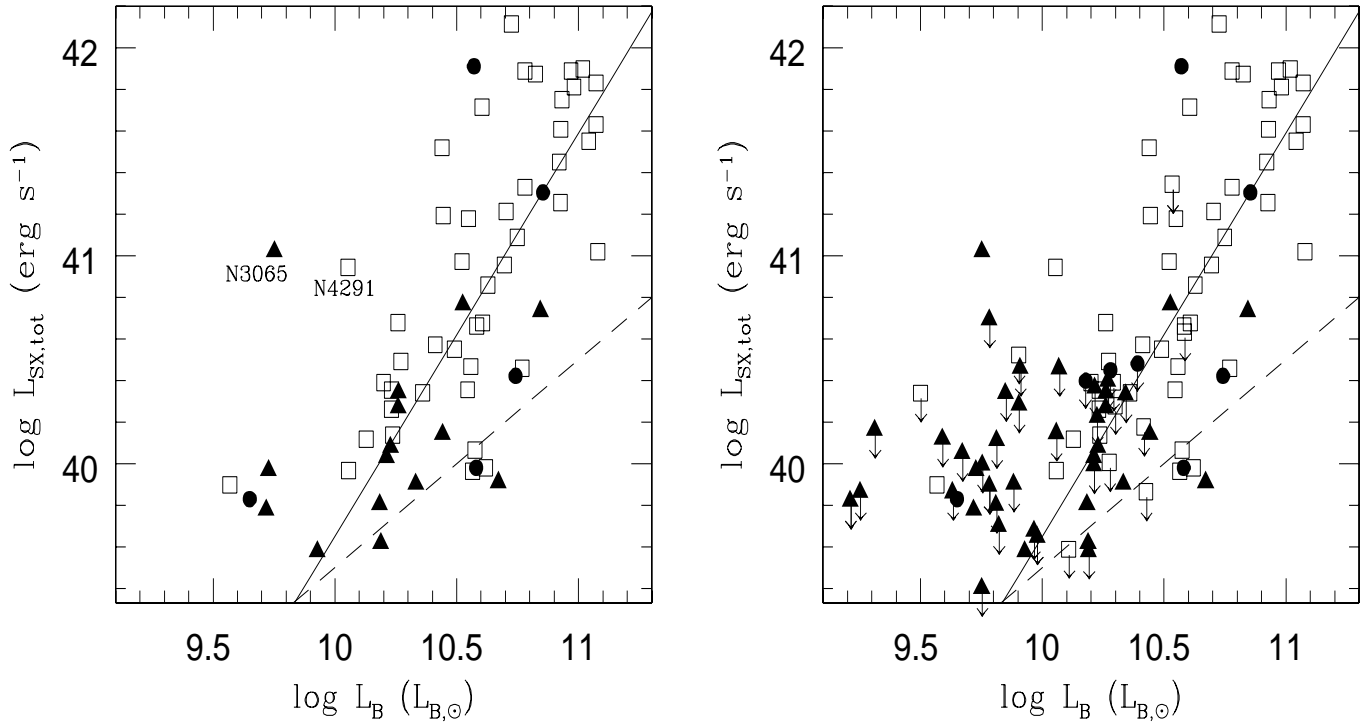 42
41
40
log L_SX,tot (erg s⁻¹)
N3065
N4291
9.5 10 10.5 11
log L_B (L_B,⊙)
42
41
40
log L_SX,tot (erg s⁻¹)
9.5 10 10.5 11
log L_B (L_B,⊙)